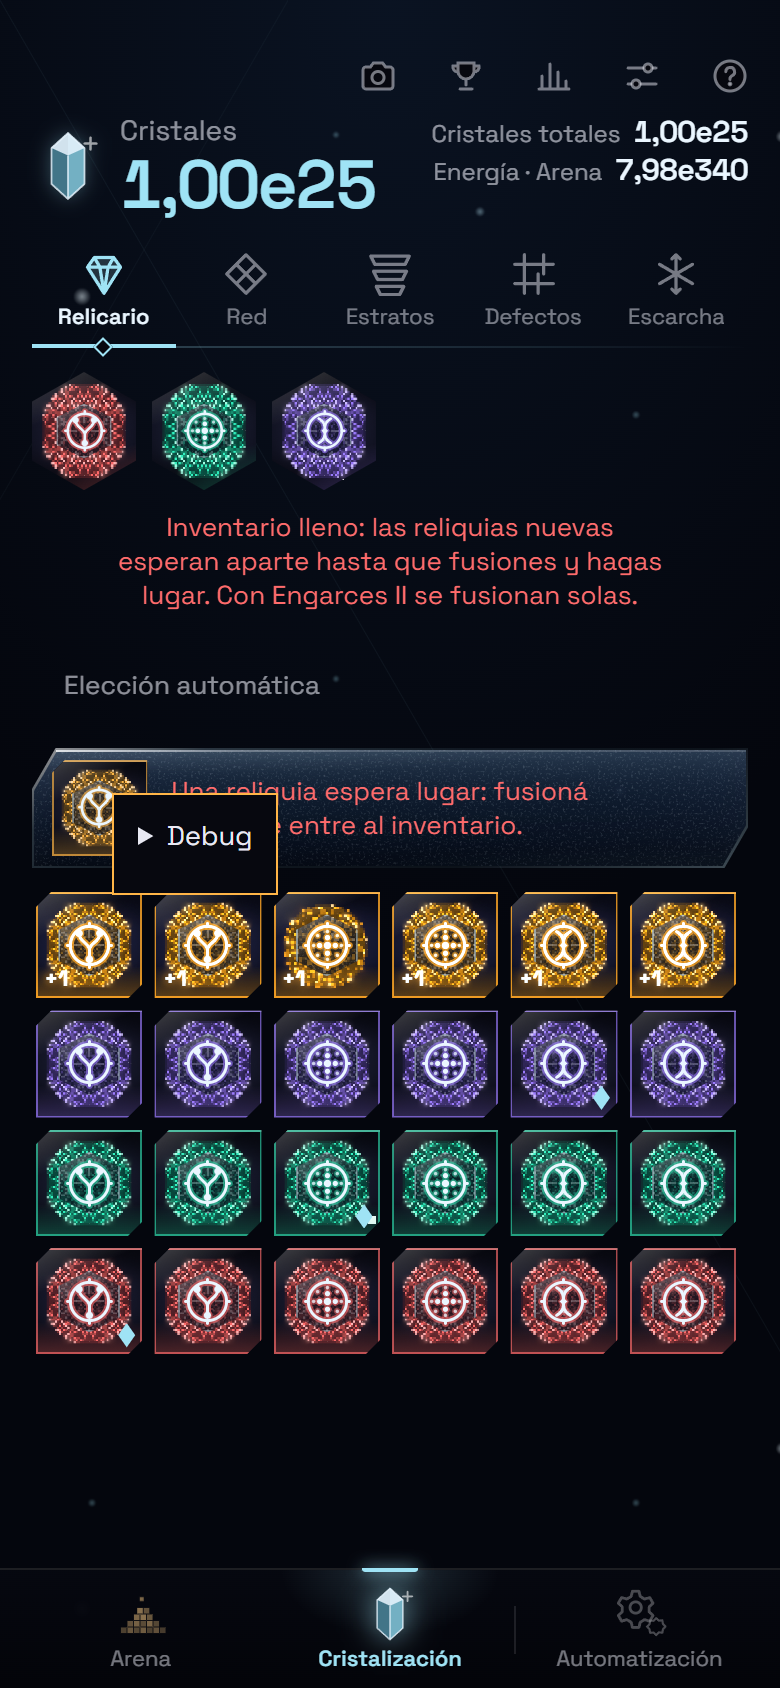 Cristales
1,00e25
Cristales totales 1,00e25
Energía · Arena 7,98e340
Relicario
Red
Estratos
Defectos
Escarcha
Inventario lleno: las reliquias nuevas
esperan aparte hasta que fusiones y hagas
lugar. Con Engarces II se fusionan solas.
Elección automática
Una reliquia espera lugar: fusioná
entre al inventario.
▶ Debug
+1
+1
+1
+1
+1
+1
Arena
Cristalización
Automatización